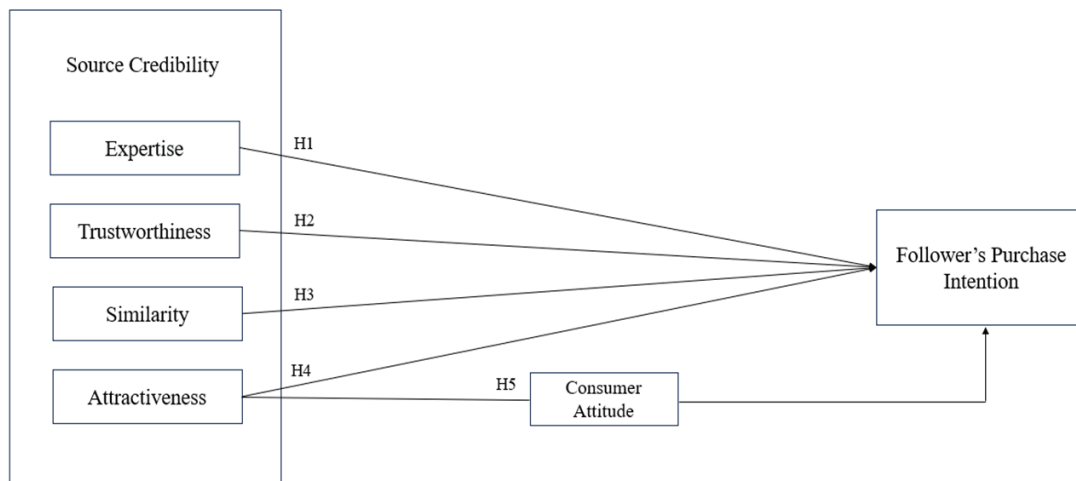 Source Credibility
Expertise
H1
Trustworthiness
H2
Similarity
H3
Attractiveness
H4
H5
Consumer
Attitude
Follower’s Purchase
Intention